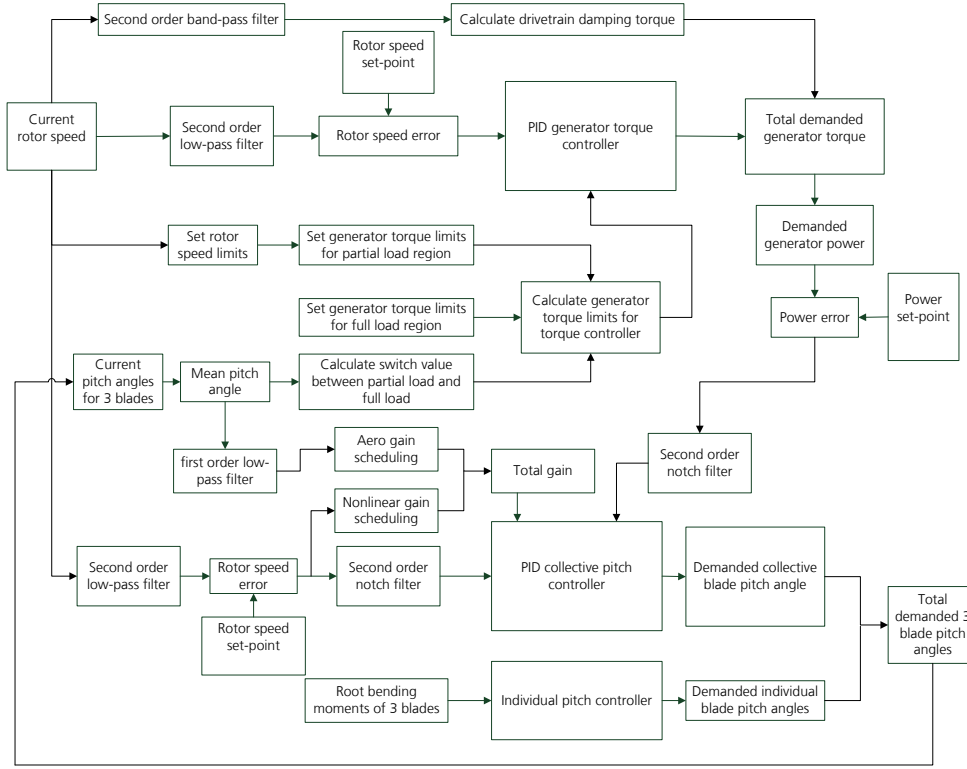 Second order band-pass filter
Calculate drivetrain damping torque
Rotor speed
set-point
Current
rotor speed
Second order
low-pass filter
Rotor speed error
PID generator torque
controller
Total demanded
generator torque
Demanded
generator power
Set rotor
speed limits
Set generator torque limits
for partial load region
Set generator torque limits
for full load region
Calculate generator
torque limits for
torque controller
Power error
Power
set-point
Current
pitch angles
for 3 blades
Mean pitch
angle
Calculate switch value
between partial load and
full load
first order low-
pass filter
Aero gain
scheduling
Total gain
Second order
notch filter
Nonlinear gain
scheduling
Second order
low-pass filter
Rotor speed
error
Second order
notch filter
PID collective pitch
controller
Demanded collective
blade pitch angle
Rotor speed
set-point
Total
demanded 3
blade pitch
angles
Root bending
moments of 3 blades
Individual pitch controller
Demanded individual
blade pitch angles